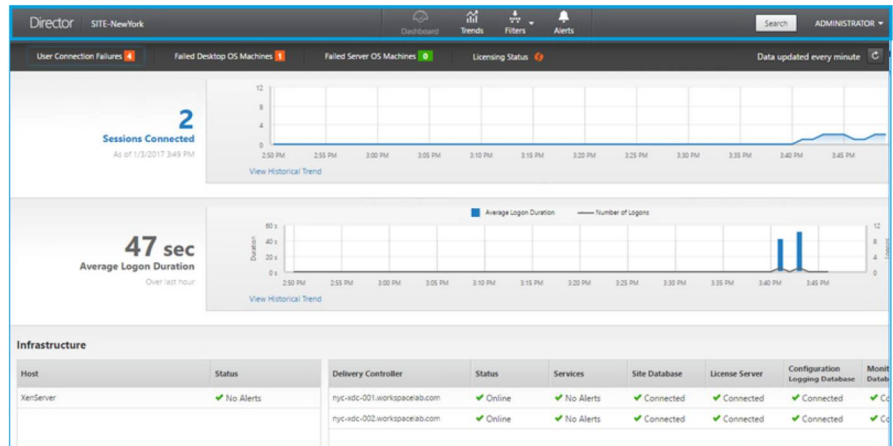 Director SITE-NewYork Dashboard Trends Filters Alerts Search ADMINISTRATOR
User Connection Failures 4 Failed Desktop OS Machines 1 Failed Server OS Machines 0 Licensing Status Data updated every minute
2
Sessions Connected
As of 1/3/2017 3:49 PM
12
8
4
0
2:50 PM 2:55 PM 3:00 PM 3:05 PM 3:10 PM 3:15 PM 3:20 PM 3:25 PM 3:30 PM 3:35 PM 3:40 PM 3:45 PM
View Historical Trend
Average Logon Duration Number of Logons
47 sec
Average Logon Duration
Over last hour
Duration
60 s
40 s
20 s
0 s
12
8
4
0
Logons
2:50 PM 2:55 PM 3:00 PM 3:05 PM 3:10 PM 3:15 PM 3:20 PM 3:25 PM 3:30 PM 3:35 PM 3:40 PM 3:45 PM
View Historical Trend
Infrastructure
Host Status Delivery Controller Status Services Site Database License Server Configuration Logging Database Monit Datab
XenServer No Alerts nyc-xdc-001.workspacelab.com Online No Alerts Connected Connected Connected Co
nyc-xdc-002.workspacelab.com Online No Alerts Connected Connected Connected Co